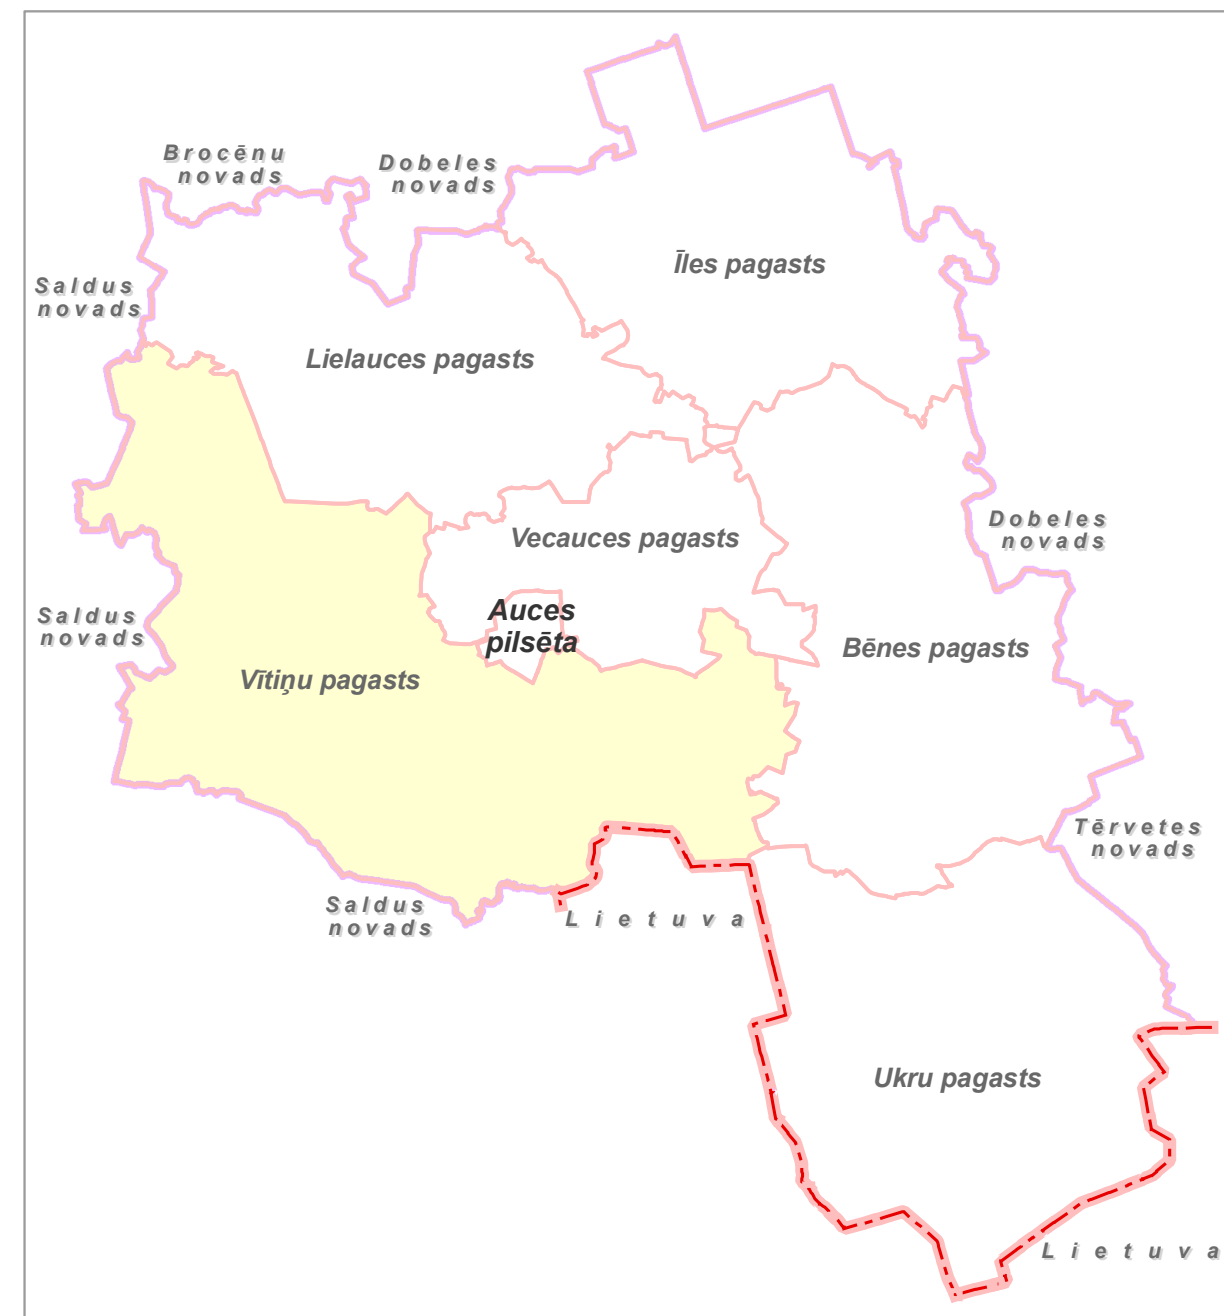 Brocēnu
novads
Dobeles
novads
Īles pagasts
Saldus
novads
Lielauces pagasts
Dobeles
novads
Vecauces pagasts
Auces
pilsēta
Saldus
novads
Bēnes pagasts
Vītiņu pagasts
Tērvetes
novads
Saldus
novads
Lietuva
Ukru pagasts
Lietuva